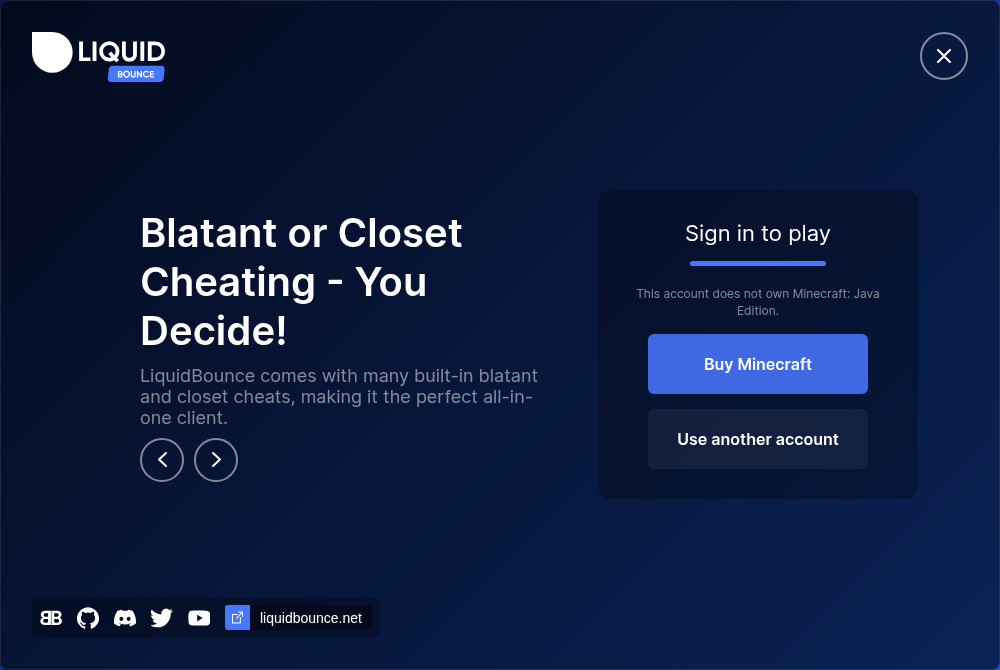 LIQUID
BOUNCE
Blatant or Closet
Cheating - You
Decide!
LiquidBounce comes with many built-in blatant
and closet cheats, making it the perfect all-in-
one client.
Sign in to play
This account does not own Minecraft: Java
Edition.
Buy Minecraft
Use another account
liquidbounce.net